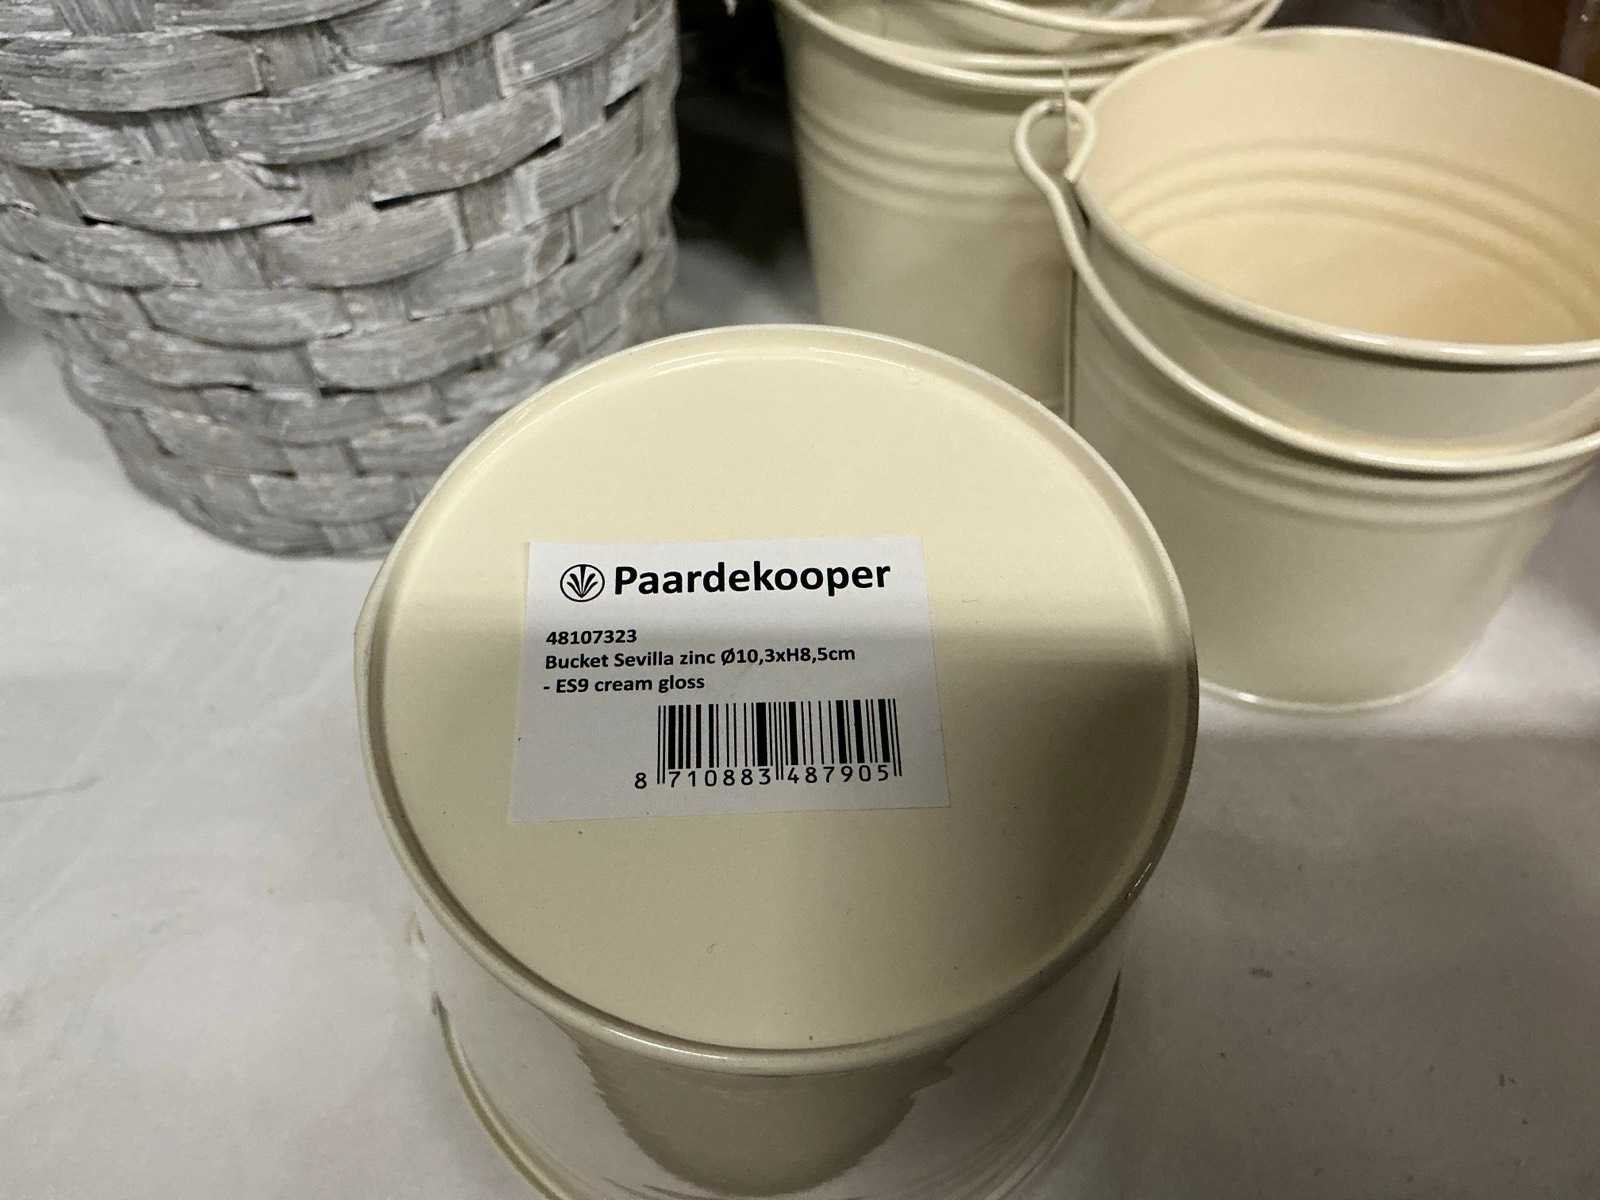 Paardekooper
48107323
Bucket Sevilla zinc Ø10,3xH8,5cm
- ES9 cream gloss
8 710883 487905